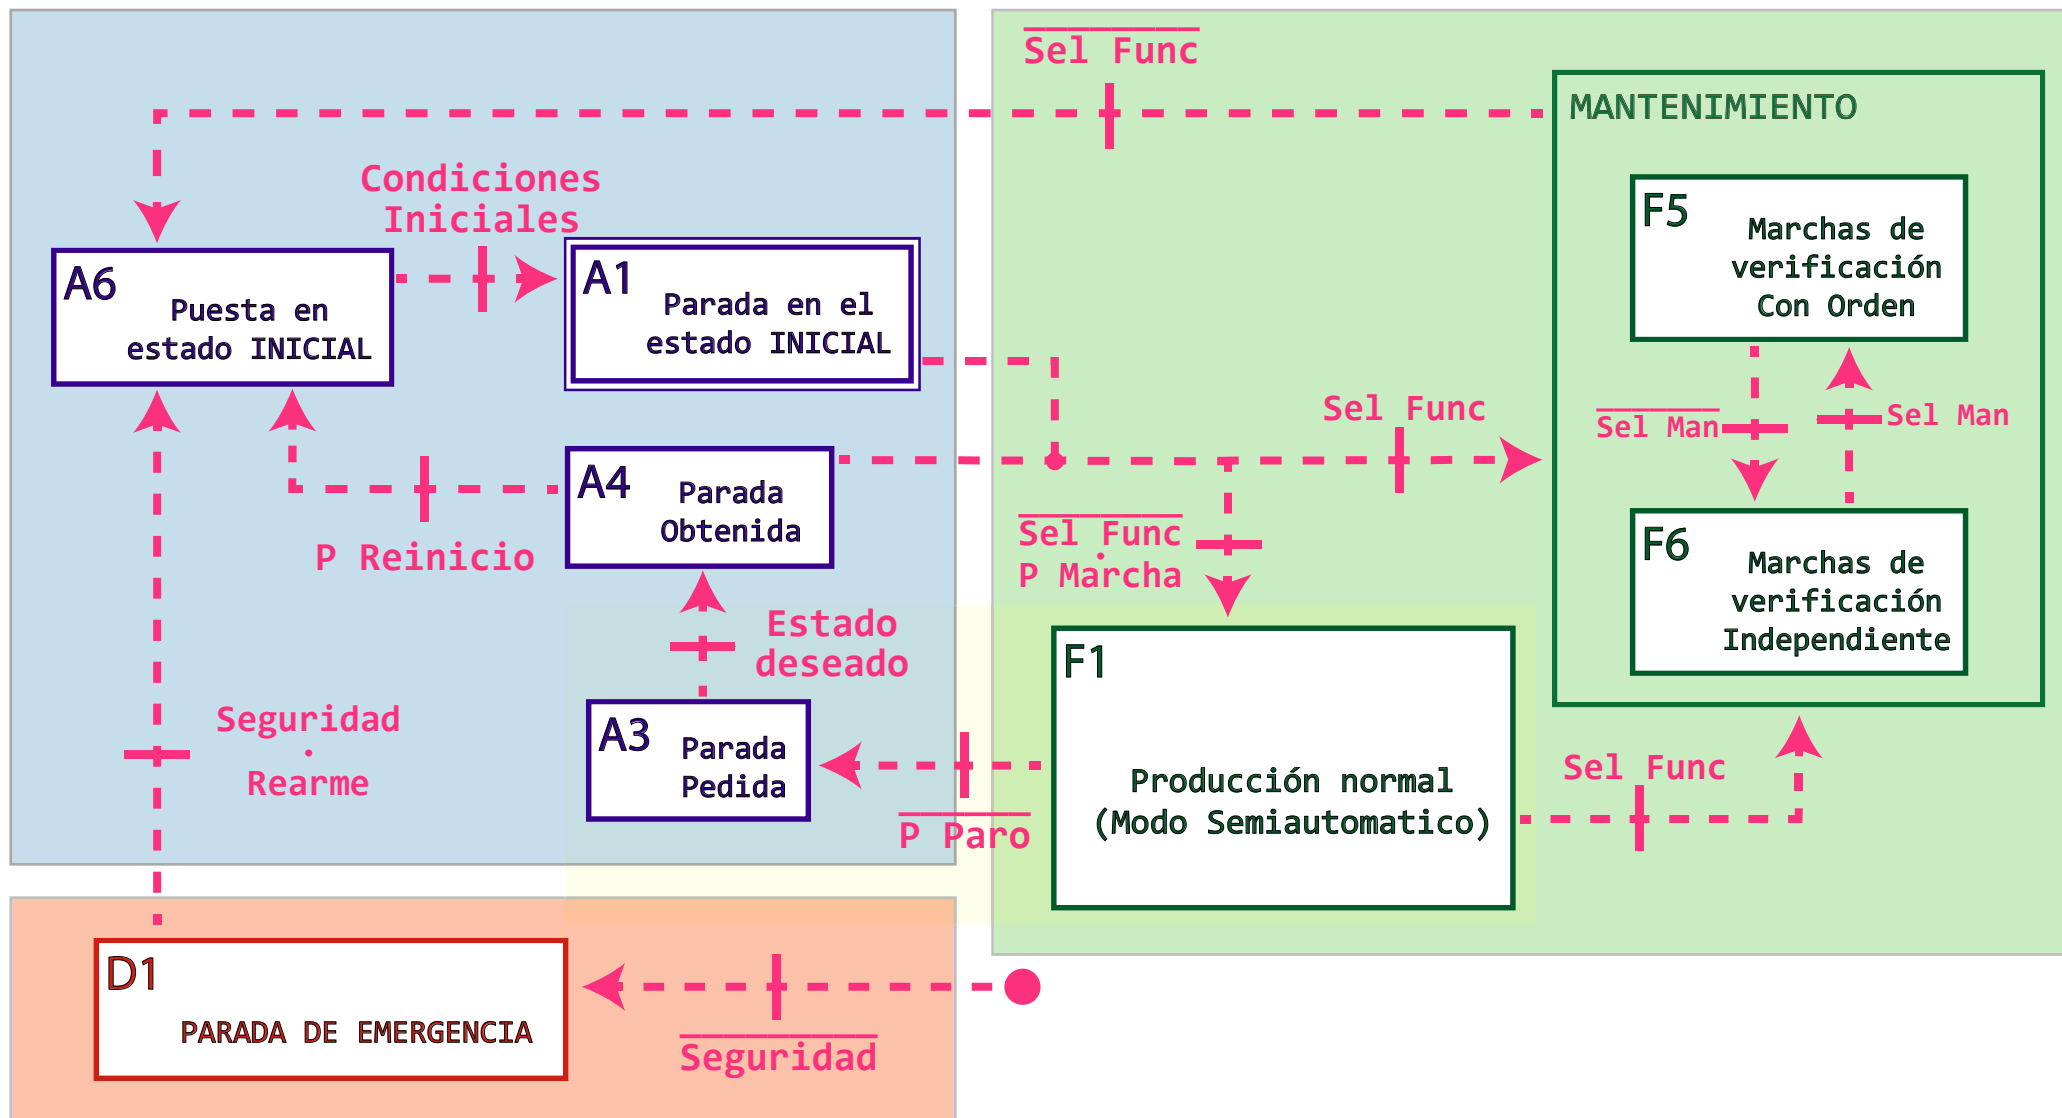 Sel Func
MANTENIMIENTO
Condiciones
Iniciales
A6
Puesta en
estado INICIAL
A1
Parada en el
estado INICIAL
F5
Marchas de
verificación
Con Orden
Sel Func
Sel Man
Sel Man
A4
Parada
Obtenida
P Reinicio
Sel Func
·
P Marcha
F6
Marchas de
verificación
Independiente
Estado
deseado
F1
Producción normal
(Modo Semiautomatico)
A3
Parada
Pedida
Seguridad
·
Rearme
P Paro
Sel Func
D1
PARADA DE EMERGENCIA
Seguridad